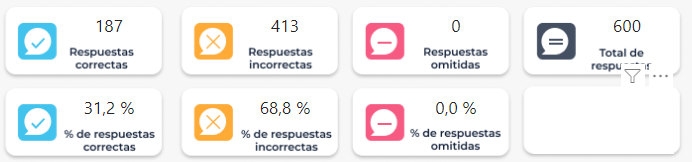 187
Respuestas
correctas
413
Respuestas
incorrectas
0
Respuestas
omitidas
600
Total de
respuestas
31,2 %
% de respuestas
correctas
68,8 %
% de respuestas
incorrectas
0,0 %
% de respuestas
omitidas